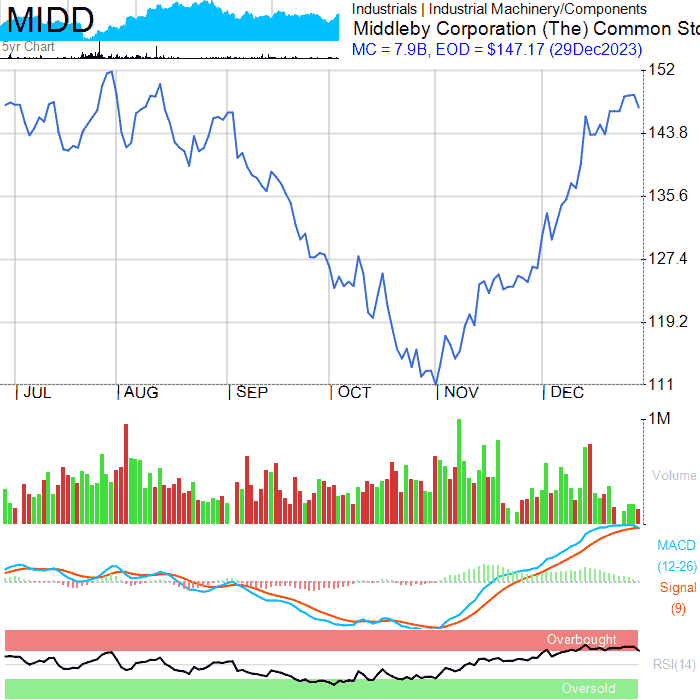 MIDD
5yr Chart
Industrials | Industrial Machinery/Components
Middleby Corporation (The) Common Sto
MC = 7.9B, EOD = $147.17 (29Dec2023)
152
143.8
135.6
127.4
119.2
111
JUL AUG SEP OCT NOV DEC
1M
Volume
MACD
(12-26)
Signal
(9)
Overbought
RSI(14)
Oversold